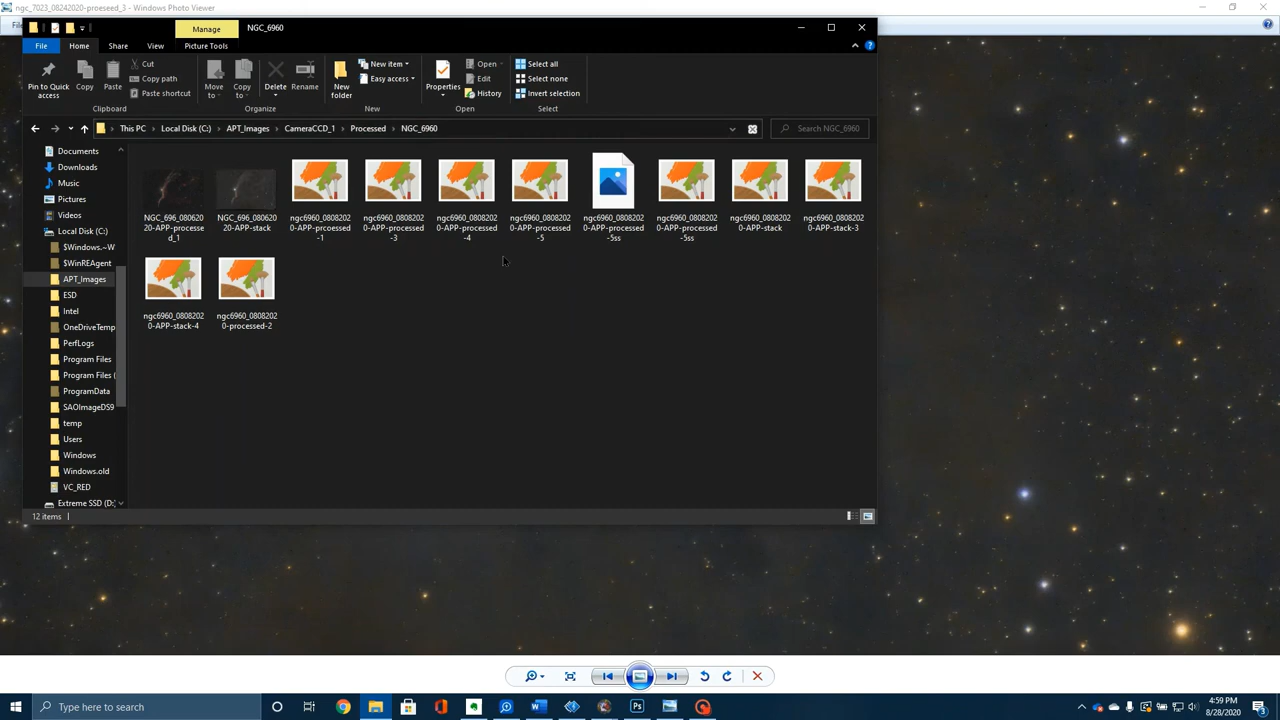 ngc_7023_08242020-proeseed_3 - Windows Photo Viewer
Manage
NGC_6960
File
Home
Share
View
Picture Tools
Pin to Quick access
Copy
Paste
Cut
Copy path
Paste shortcut
Move to
Copy to
Delete
Rename
New folder
New item
Easy access
Properties
Open
Edit
History
Select all
Select none
Invert selection
Clipboard
Organize
New
Open
Select
This PC > Local Disk (C:) > APT_Images > CameraCCD_1 > Processed > NGC_6960
Search NGC_6960
Documents
Downloads
Music
Pictures
Videos
Local Disk (C:)
$Windows.~W
$WinREAgent
APT_Images
ESD
Intel
OneDriveTemp
PerfLogs
Program Files
Program Files (
ProgramData
SAOImageDS9
temp
Users
Windows
Windows.old
VC_RED
Extreme SSD (D:)
NGC_696_080620
20-APP-processe
d_1
NGC_696_080620
20-APP-stack
ngc6960_0808202
0-APP-prcoessed
-1
ngc6960_0808202
0-APP-processed
-3
ngc6960_0808202
0-APP-processed
-4
ngc6960_0808202
0-APP-processed
-5
ngc6960_0808202
0-APP-processed
-5ss
ngc6960_0808202
0-APP-processed
-5ss
ngc6960_0808202
0-APP-stack
ngc6960_0808202
0-APP-stack-3
ngc6960_0808202
0-APP-stack-4
ngc6960_0808202
0-processed-2
12 items
Type here to search
4:59 PM
8/28/2020